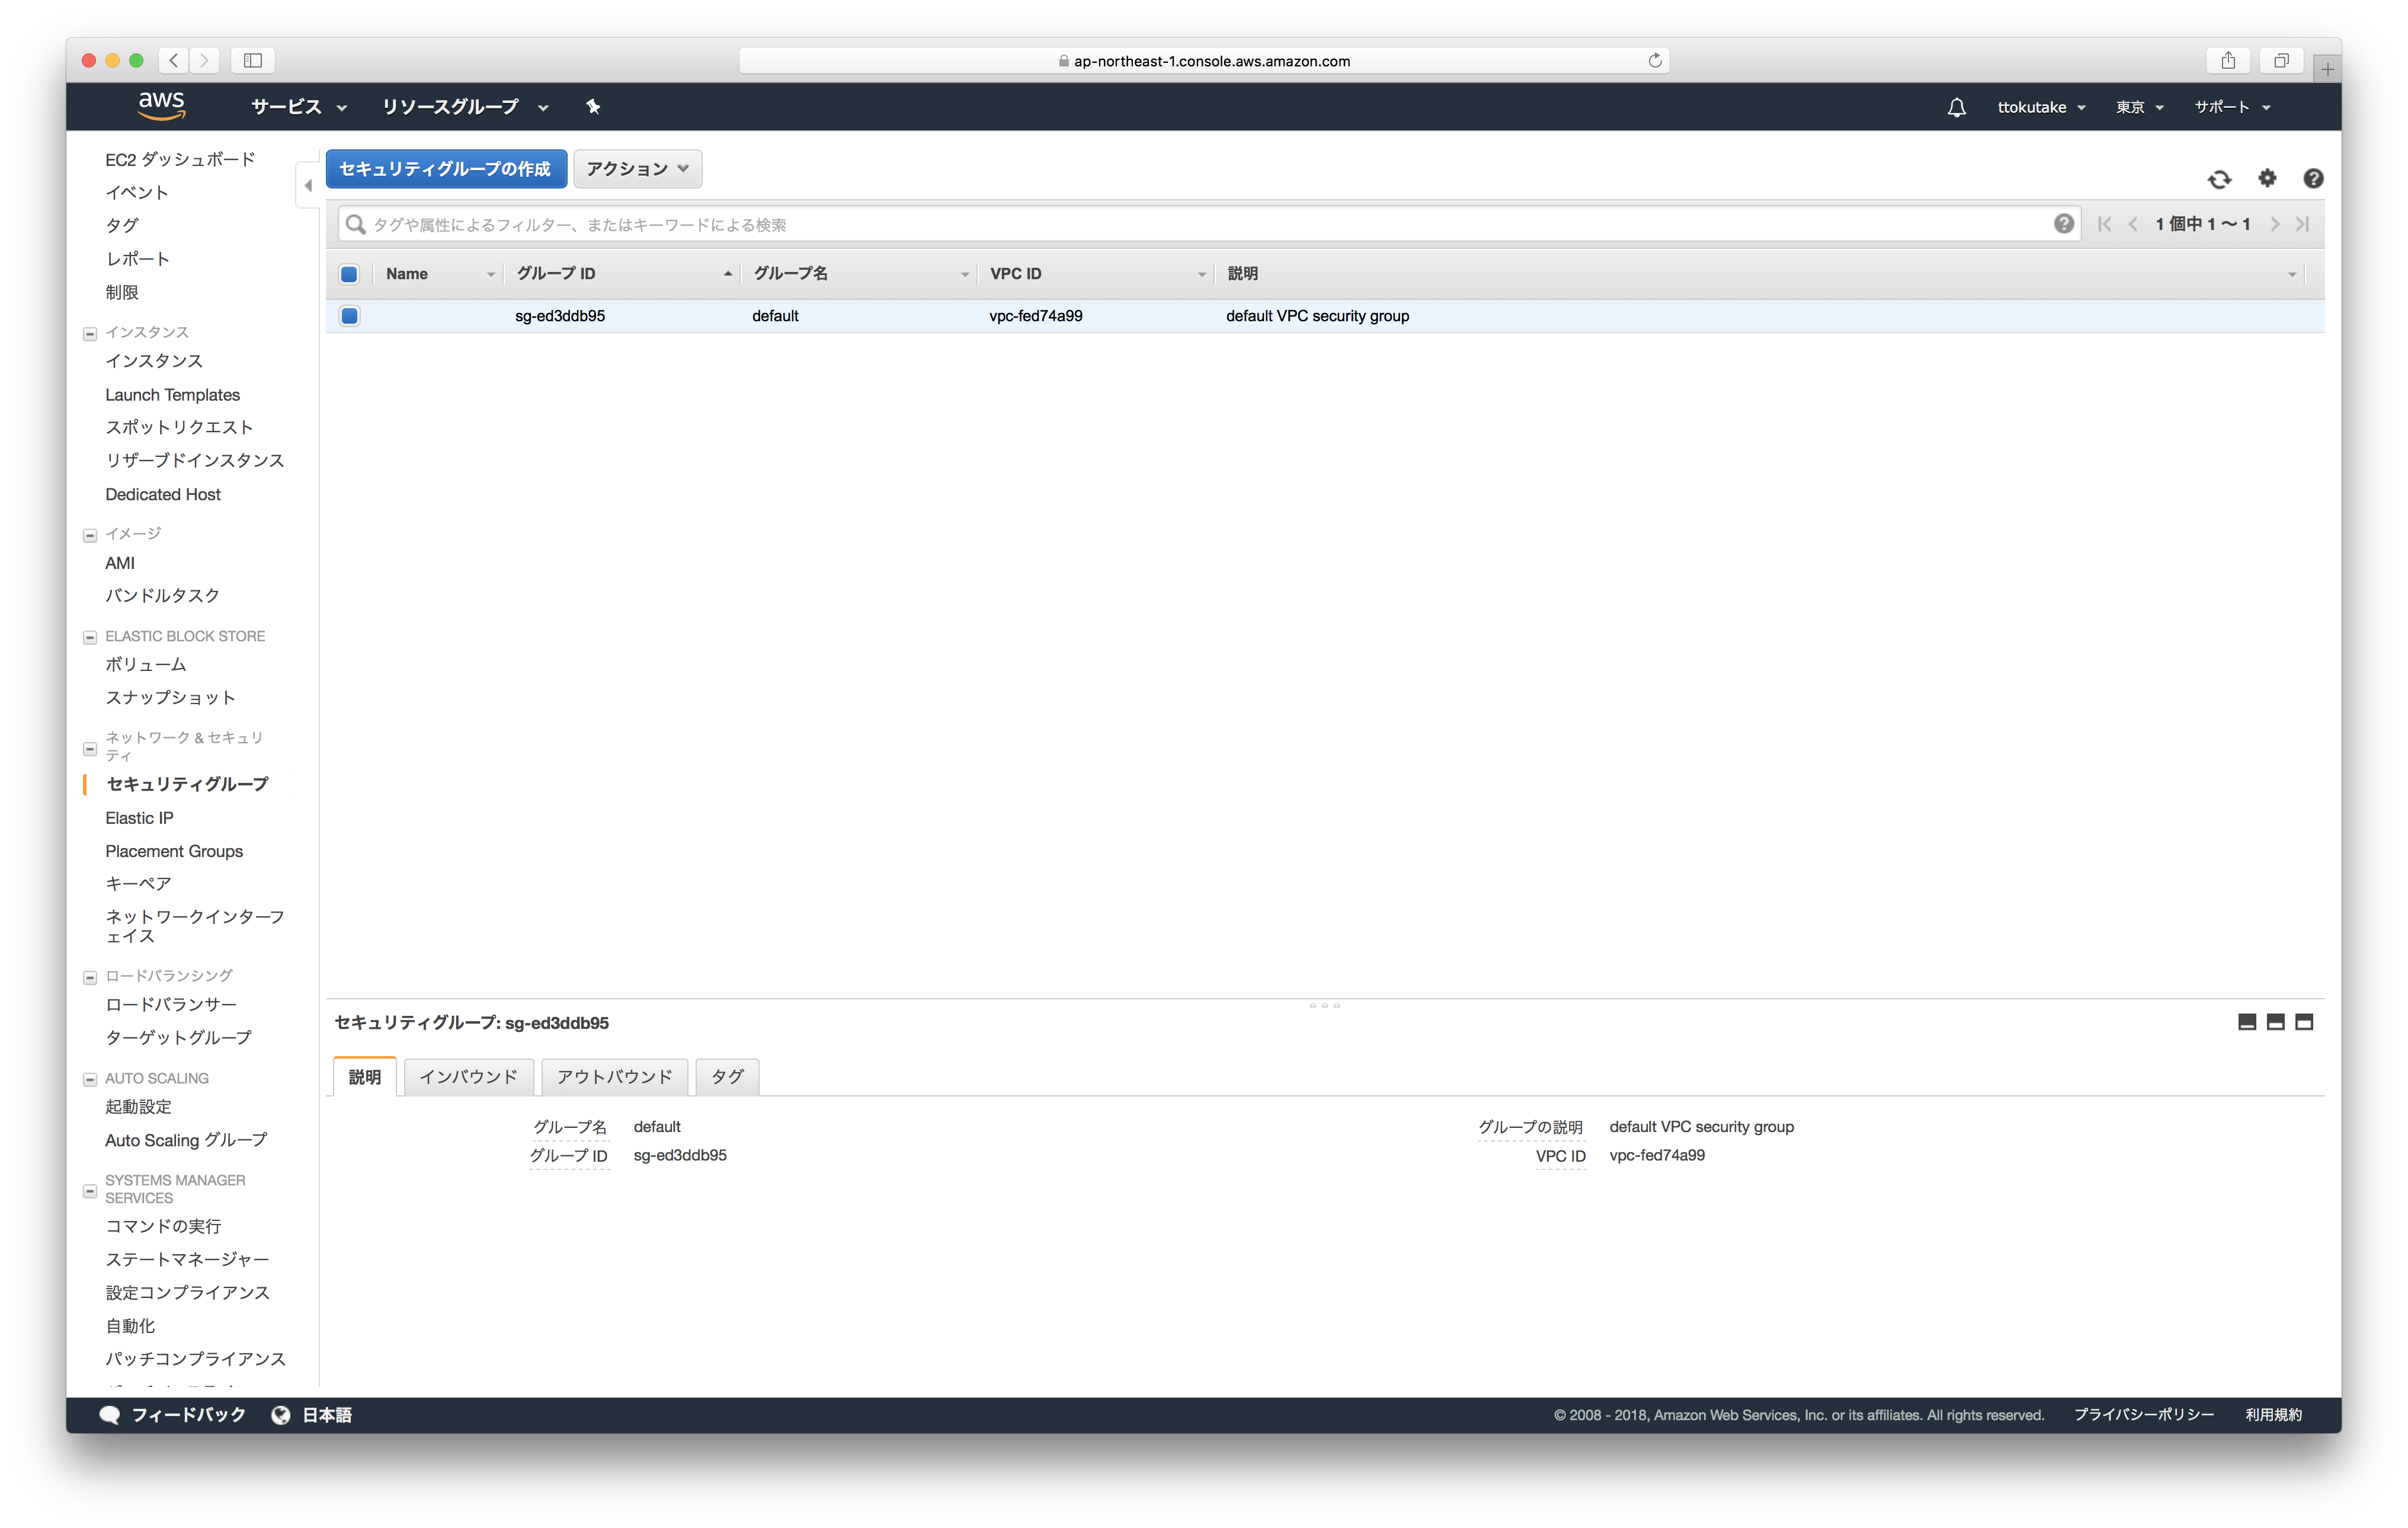 ap-northeast-1.console.aws.amazon.com
aws サービス リソースグループ ttokutake 東京 サポート
EC2 ダッシュボード
イベント
タグ
レポート
制限
インスタンス
インスタンス
Launch Templates
スポットリクエスト
リザーブドインスタンス
Dedicated Host
イメージ
AMI
バンドルタスク
ELASTIC BLOCK STORE
ボリューム
スナップショット
ネットワーク & セキュリ
ティ
セキュリティグループ
Elastic IP
Placement Groups
キーペア
ネットワークインターフ
ェイス
ロードバランシング
ロードバランサー
ターゲットグループ
AUTO SCALING
起動設定
Auto Scaling グループ
SYSTEMS MANAGER
SERVICES
コマンドの実行
ステートマネージャー
設定コンプライアンス
自動化
パッチコンプライアンス
セキュリティグループの作成 アクション
タグや属性によるフィルター、またはキーワードによる検索 1 個中 1 〜 1
Name グループ ID グループ名 VPC ID 説明
sg-ed3ddb95 default vpc-fed74a99 default VPC security group
セキュリティグループ: sg-ed3ddb95
説明 インバウンド アウトバウンド タグ
グループ名 default グループの説明 default VPC security group
グループ ID sg-ed3ddb95 VPC ID vpc-fed74a99
フィードバック 日本語 © 2008 - 2018, Amazon Web Services, Inc. or its affiliates. All rights reserved. プライバシーポリシー 利用規約